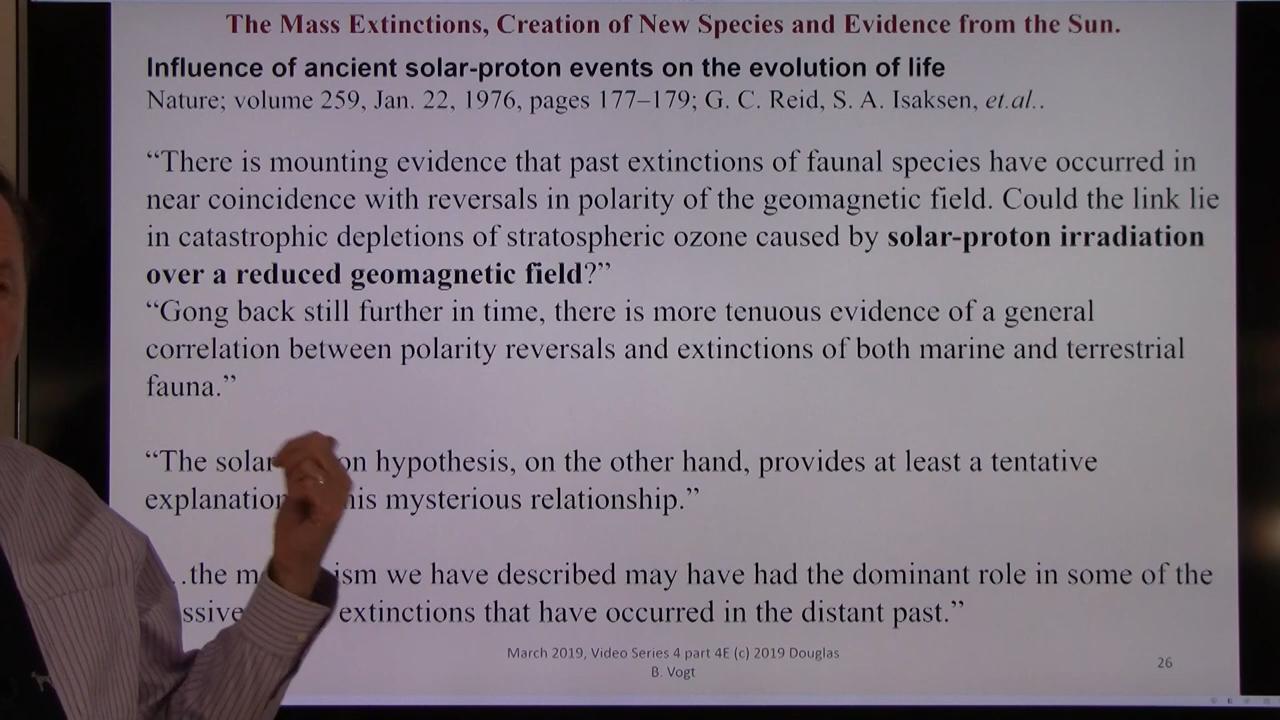 The Mass Extinctions, Creation of New Species and Evidence from the Sun.
Influence of ancient solar-proton events on the evolution of life
Nature; volume 259, Jan. 22, 1976, pages 177–179; G. C. Reid, S. A. Isaksen, et.al..
“There is mounting evidence that past extinctions of faunal species have occurred in
near coincidence with reversals in polarity of the geomagnetic field. Could the link lie
in catastrophic depletions of stratospheric ozone caused by solar-proton irradiation
over a reduced geomagnetic field?”
“Gong back still further in time, there is more tenuous evidence of a general
correlation between polarity reversals and extinctions of both marine and terrestrial
fauna.”
“The solar on hypothesis, on the other hand, provides at least a tentative
explanation his mysterious relationship.”
..the m ism we have described may have had the dominant role in some of the
ssive extinctions that have occurred in the distant past.”
March 2019, Video Series 4 part 4E (c) 2019 Douglas
B. Vogt
26